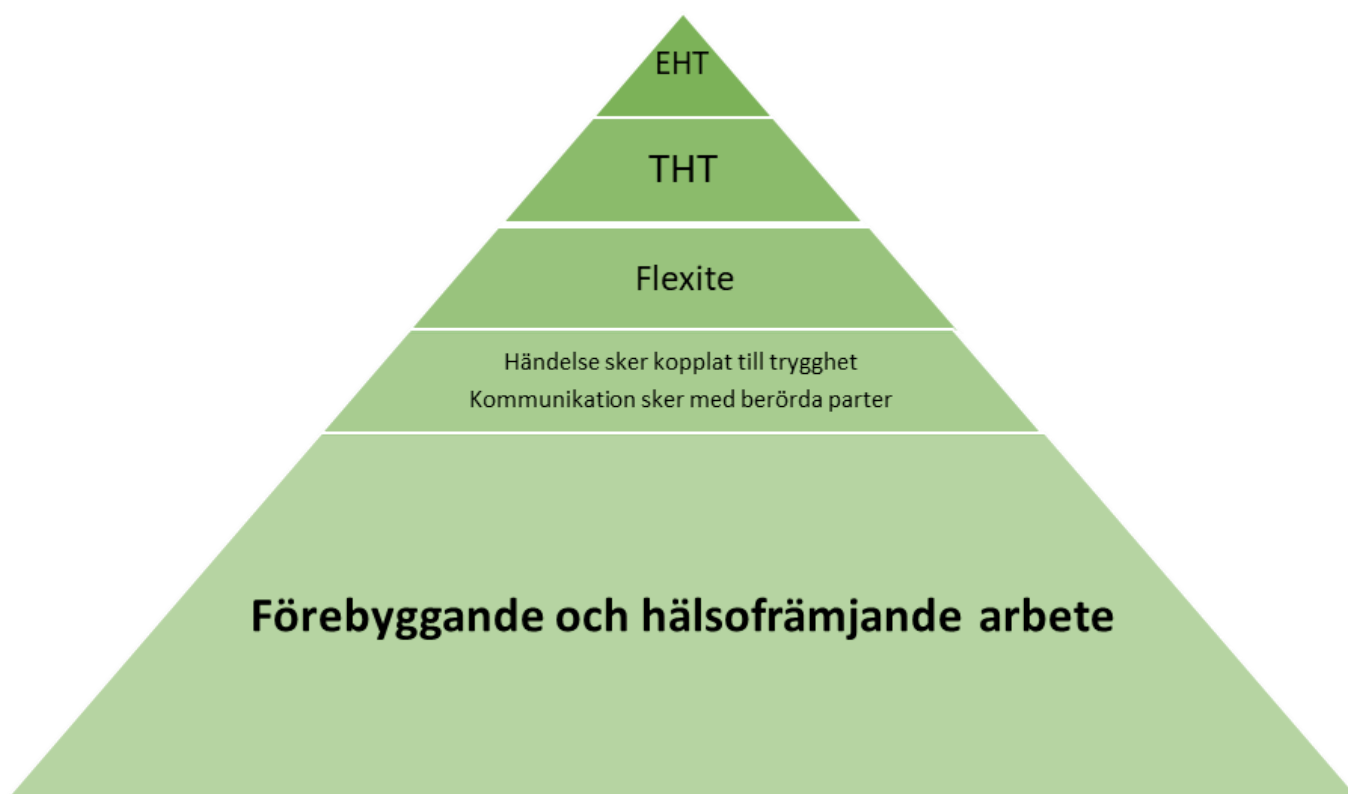 EHT
THT
Flexite
Händelse sker kopplat till trygghet
Kommunikation sker med berörda parter
Förebyggande och hälsofrämjande arbete